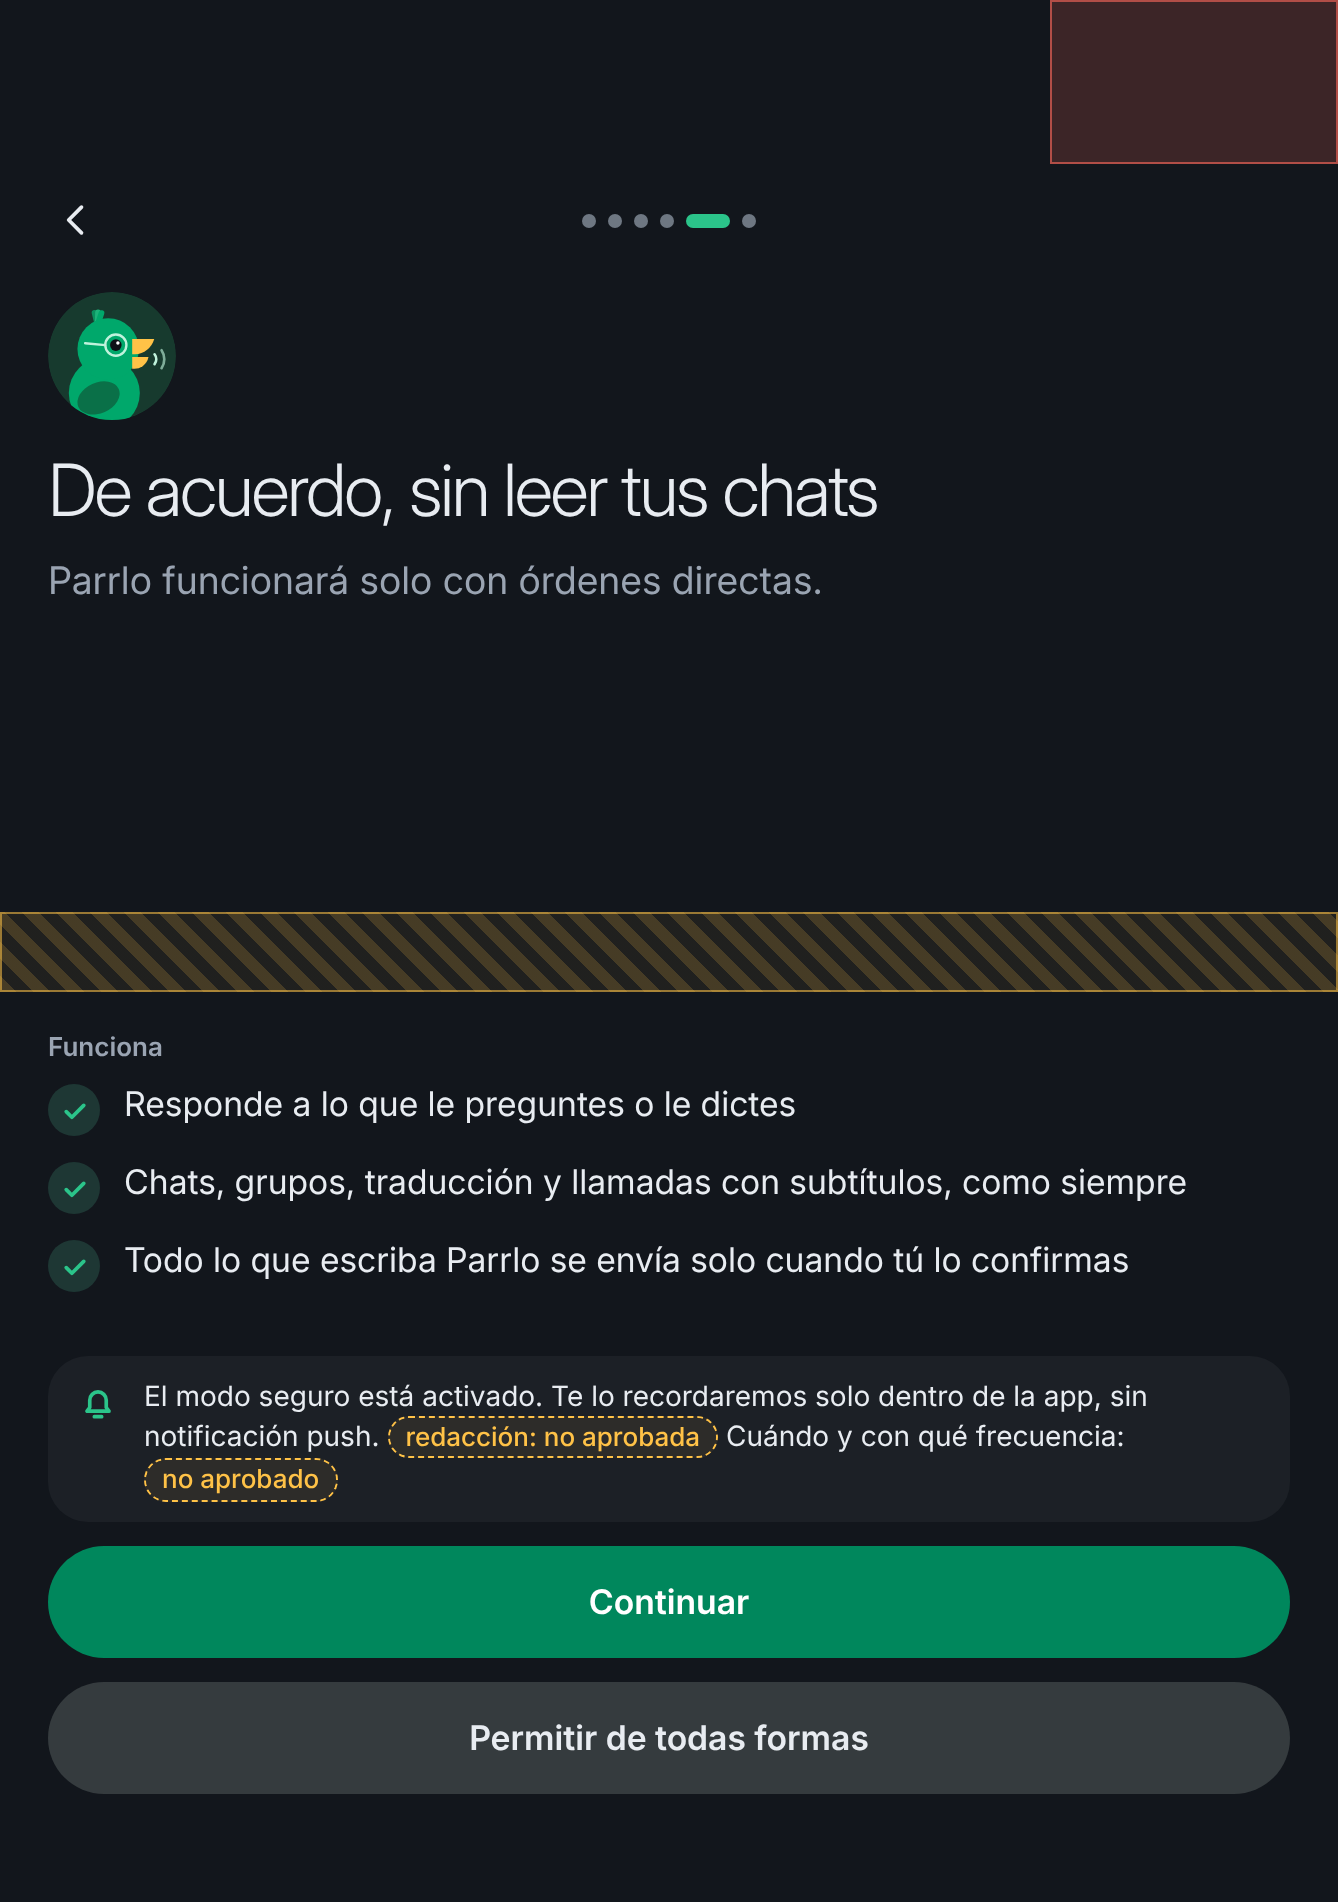 De acuerdo, sin leer tus chats
Parrlo funcionará solo con órdenes directas.
Funciona
Responde a lo que le preguntes o le dictes
Chats, grupos, traducción y llamadas con subtítulos, como siempre
Todo lo que escriba Parrlo se envía solo cuando tú lo confirmas
El modo seguro está activado. Te lo recordaremos solo dentro de la app, sin
notificación push. redacción: no aprobada Cuándo y con qué frecuencia:
no aprobado
Continuar
Permitir de todas formas